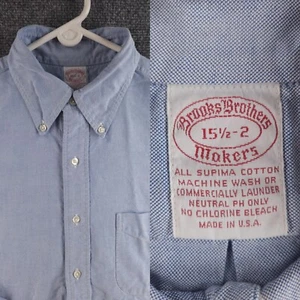 Brooks Brothers
15½-2
Makers
ALL SUPIMA COTTON
MACHINE WASH OR
COMMERCIALLY LAUNDER
NEUTRAL PH ONLY
NO CHLORINE BLEACH
MADE IN U.S.A.